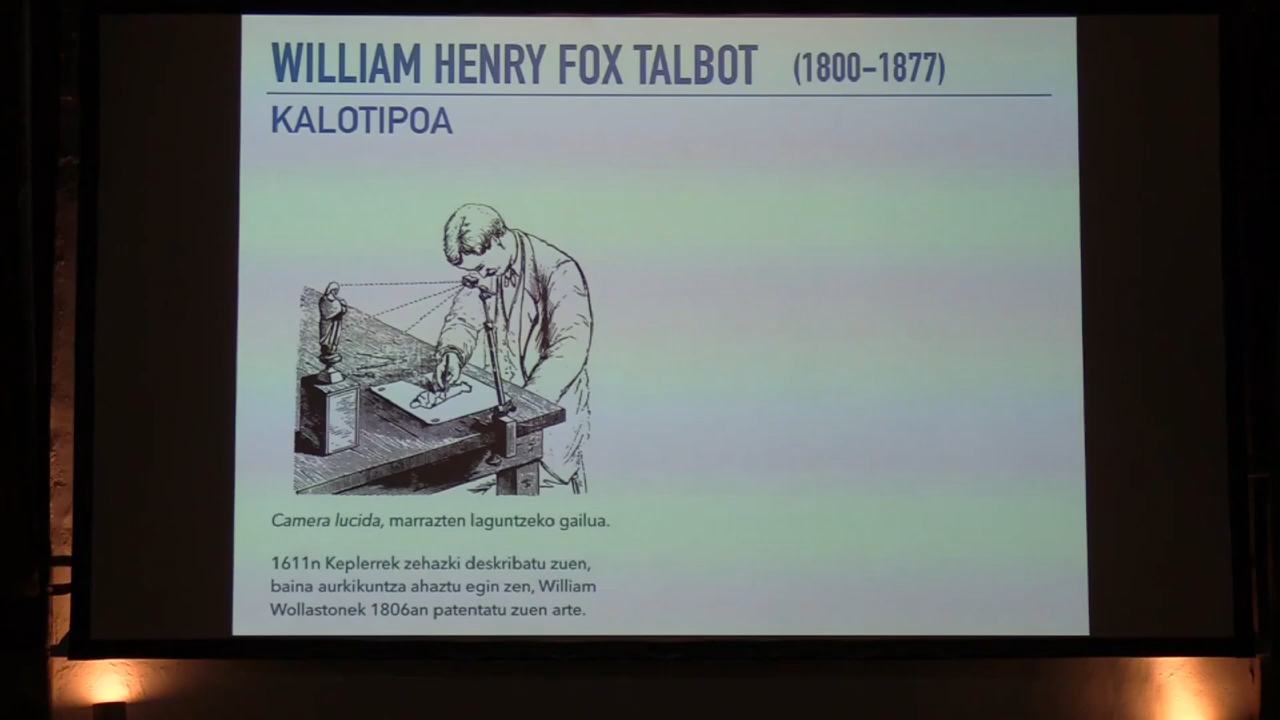 WILLIAM HENRY FOX TALBOT (1800–1877)
KALOTIPOA
Camera lucida, marrazten laguntzeko gailua.
1611n Keplerrek zehazki deskribatu zuen,
baina aurkikuntza ahaztu egin zen, William
Wollastonek 1806an patentatu zuen arte.